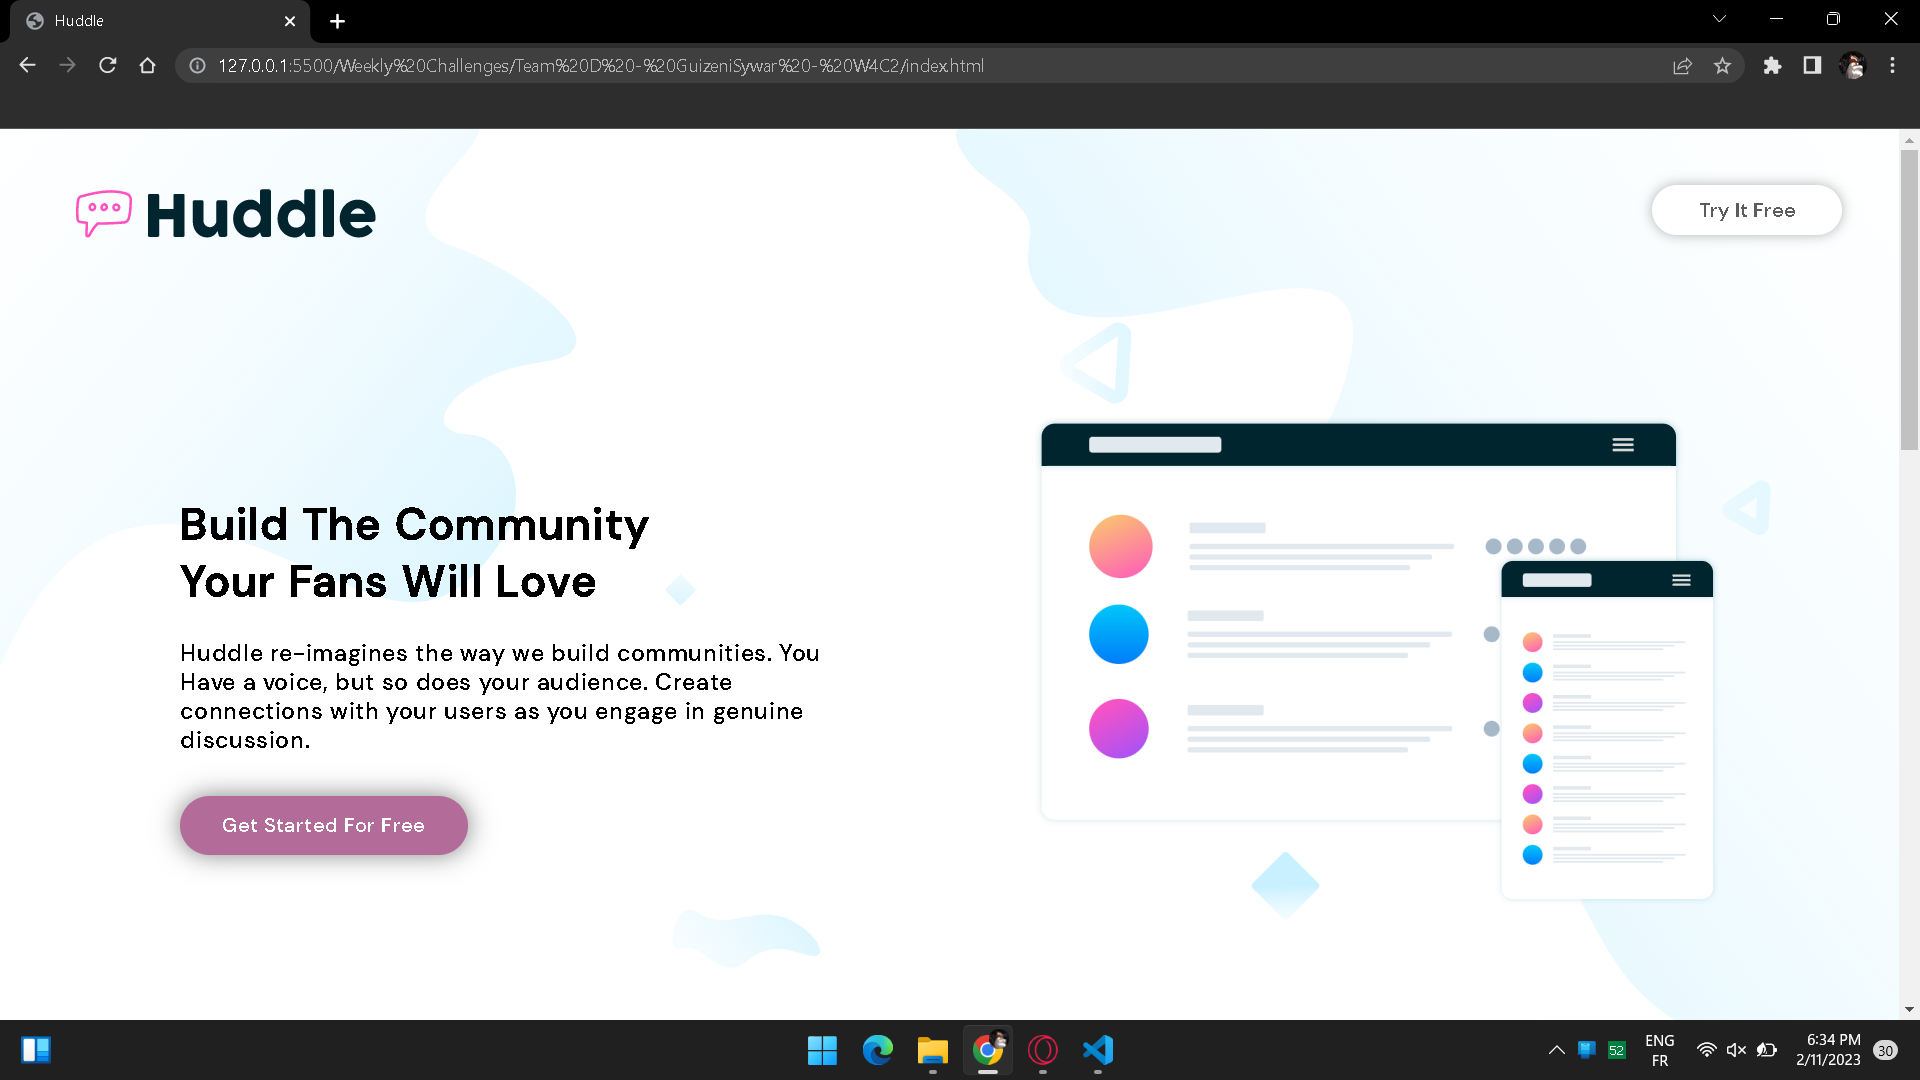 Huddle
127.0.0.1:5500/Weekly%20Challenges/Team%20D%20-%20GuizeniSywar%20-%20W4C2/index.html
Huddle
Try It Free
Build The Community
Your Fans Will Love
Huddle re-imagines the way we build communities. You
Have a voice, but so does your audience. Create
connections with your users as you engage in genuine
discussion.
Get Started For Free
52
ENG
FR
6:34 PM
2/11/2023
30